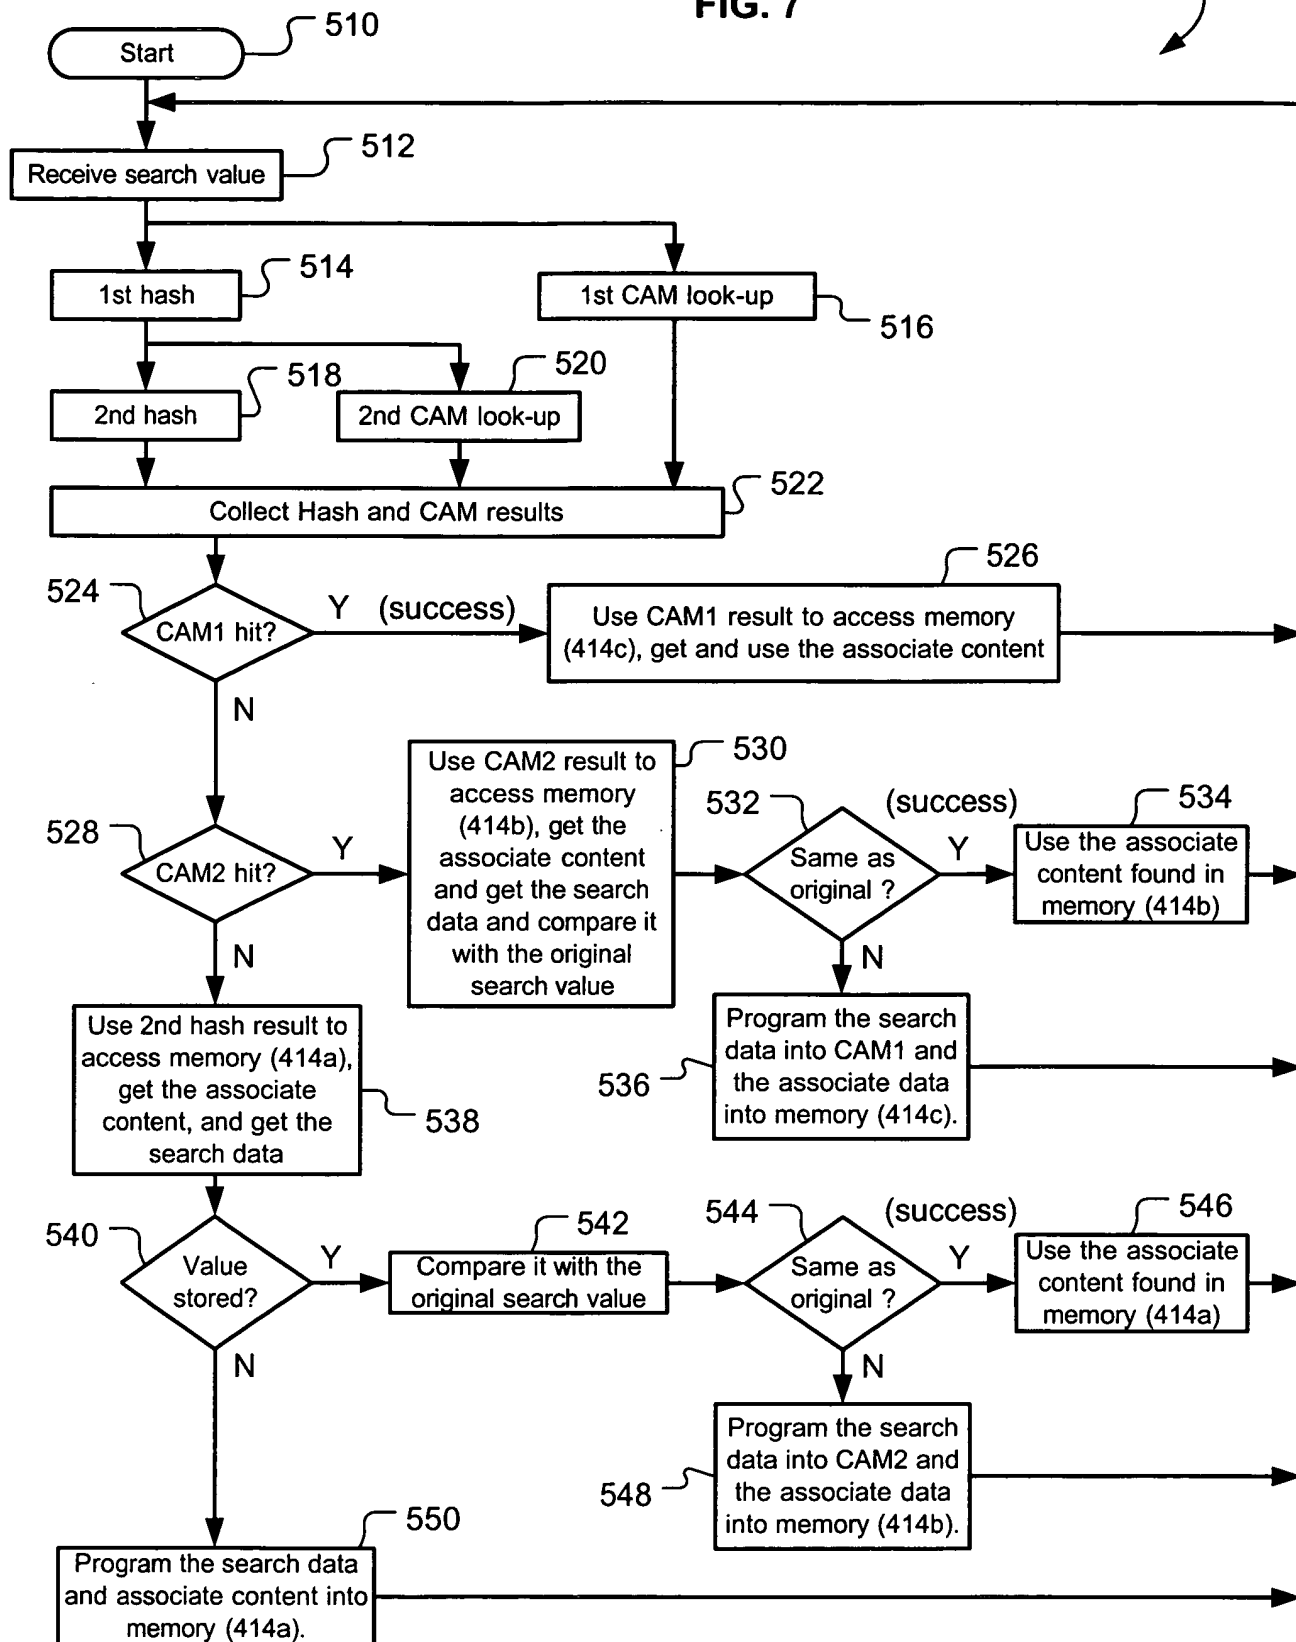 FIG. 7
Start
510
Receive search value
512
1st hash
514
1st CAM look-up
516
2nd hash
518
2nd CAM look-up
520
Collect Hash and CAM results
522
524
CAM1 hit?
Y (success)
N
526
Use CAM1 result to access memory
(414c), get and use the associate content
528
CAM2 hit?
Y
N
530
Use CAM2 result to
access memory
(414b), get the
associate content
and get the search
data and compare it
with the original
search value
532
Same as
original ?
(success)
Y
N
534
Use the associate
content found in
memory (414b)
536
Program the search
data into CAM1 and
the associate data
into memory (414c).
Use 2nd hash result to
access memory (414a),
get the associate
content, and get the
search data
538
540
Value
stored?
Y
N
542
Compare it with the
original search value
544
Same as
original ?
(success)
Y
N
546
Use the associate
content found in
memory (414a)
548
Program the search
data into CAM2 and
the associate data
into memory (414b).
550
Program the search data
and associate content into
memory (414a).